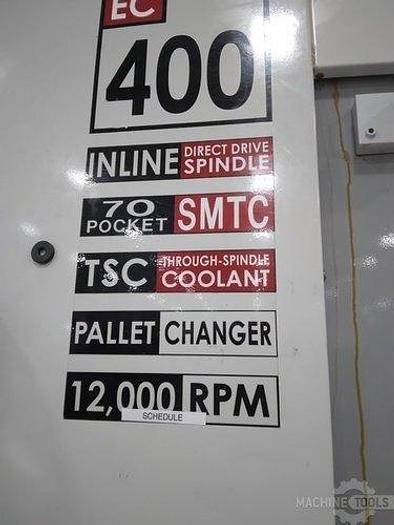 EC
400
INLINE DIRECT DRIVE SPINDLE
70 POCKET SMTC
TSC THROUGH-SPINDLE COOLANT
PALLET CHANGER
12,000 RPM
SCHEDULE
MACHINE TOOLS